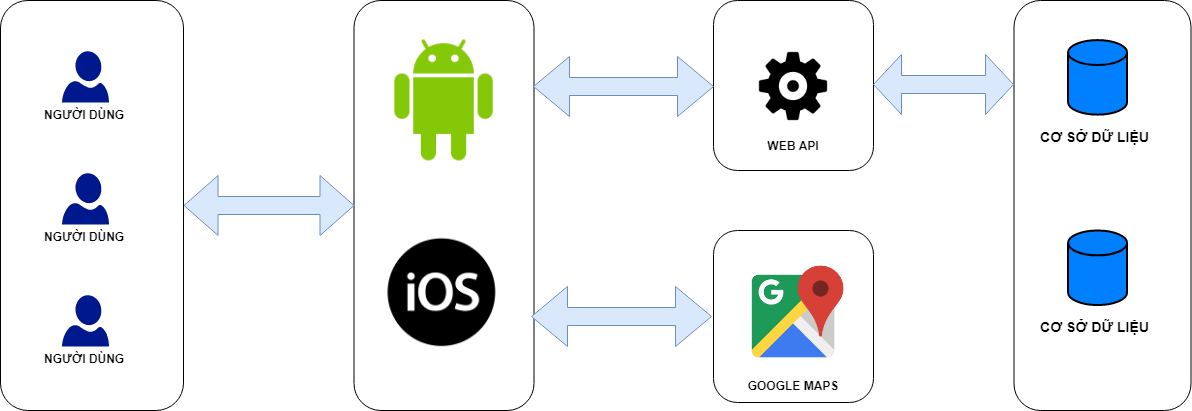 NGƯỜI DÙNG
NGƯỜI DÙNG
NGƯỜI DÙNG
iOS
WEB API
G
GOOGLE MAPS
CƠ SỞ DỮ LIỆU
CƠ SỞ DỮ LIỆU